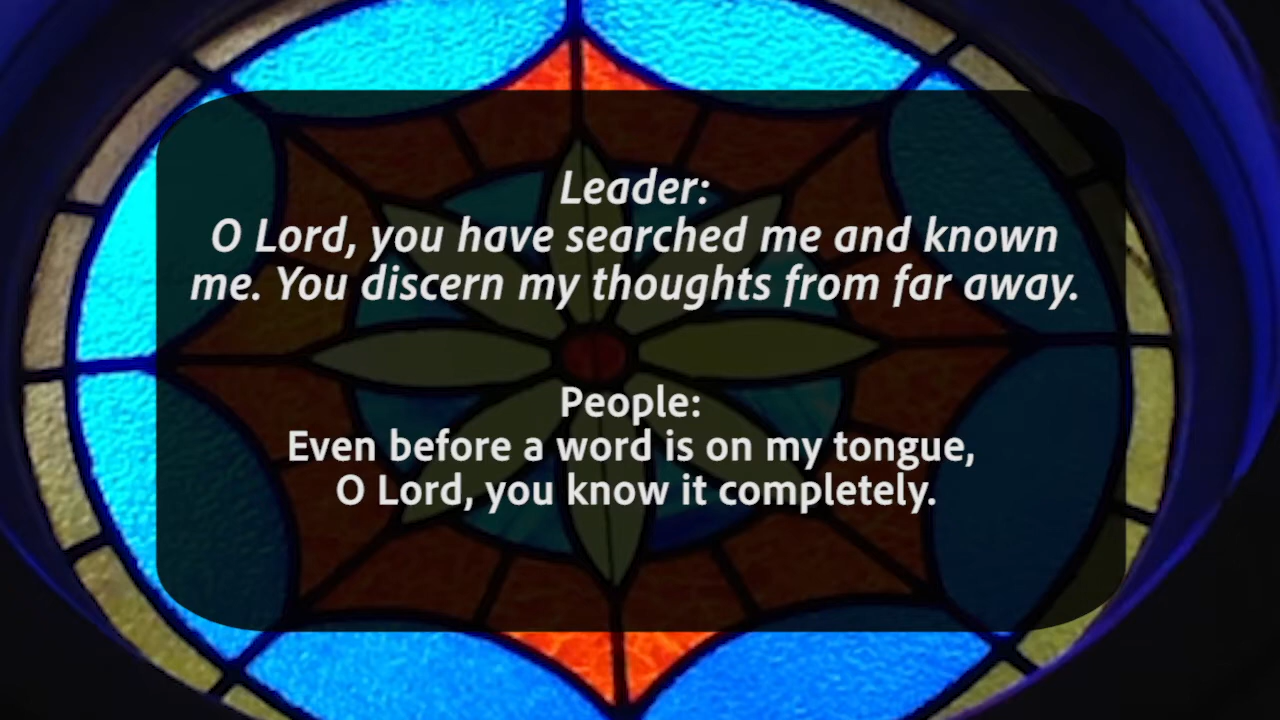 Leader:
O Lord, you have searched me and known
me. You discern my thoughts from far away.
People:
Even before a word is on my tongue,
O Lord, you know it completely.